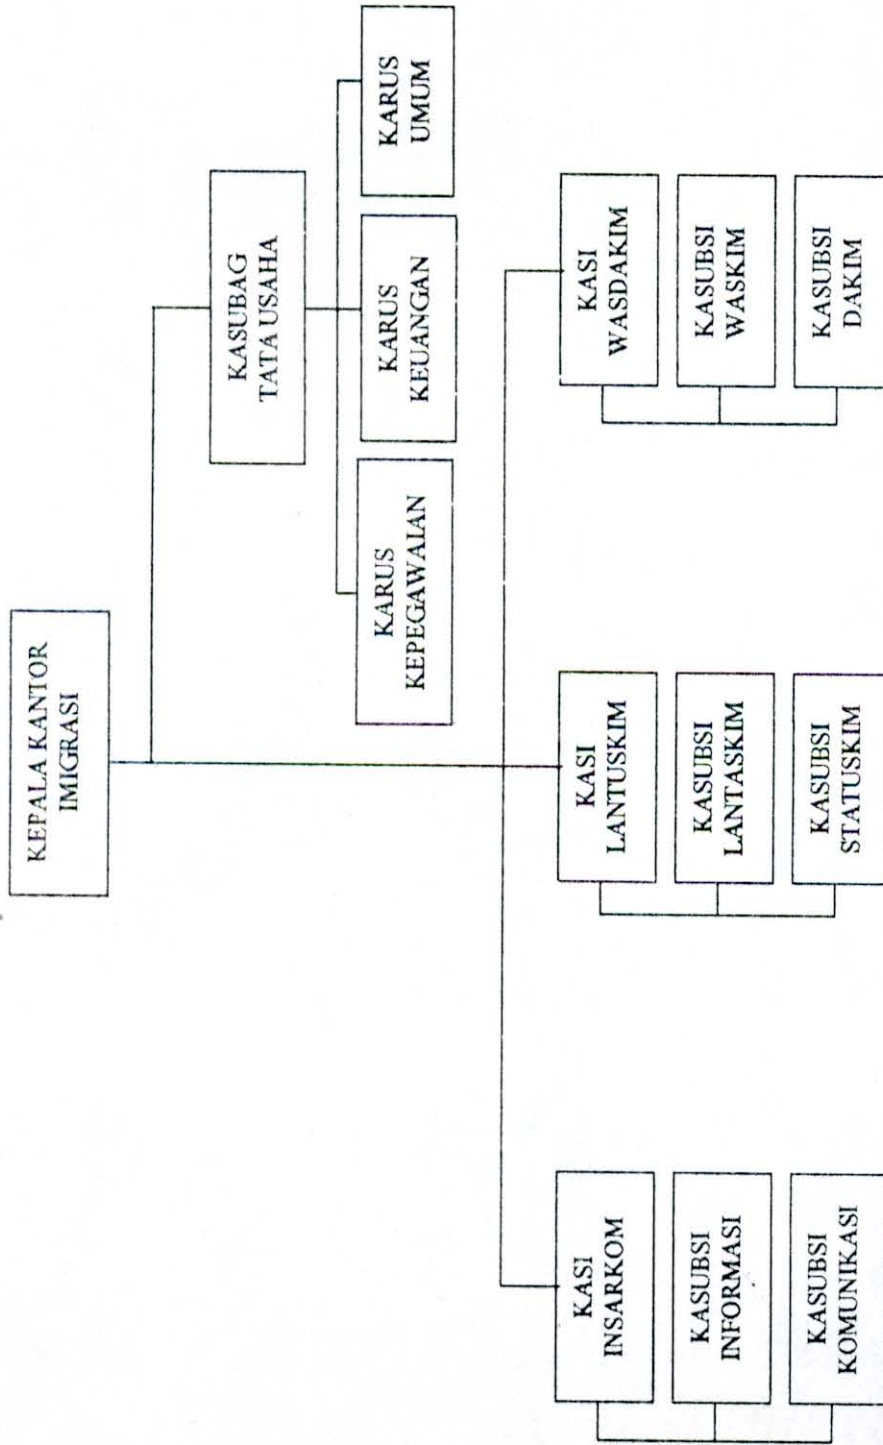 KEPALA KANTOR
IMIGRASI
KASUBAG
TATA USAHA
KARUS
KEPEGAWAIAN
KARUS
KEUANGAN
KARUS
UMUM
KASI
INSARKOM
KASUBSI
INFORMASI
KASUBSI
KOMUNIKASI
KASI
LANTUSKIM
KASUBSI
LANTASKIM
KASUBSI
STATUSKIM
KASI
WASDAKIM
KASUBSI
WASKIM
KASUBSI
DAKIM